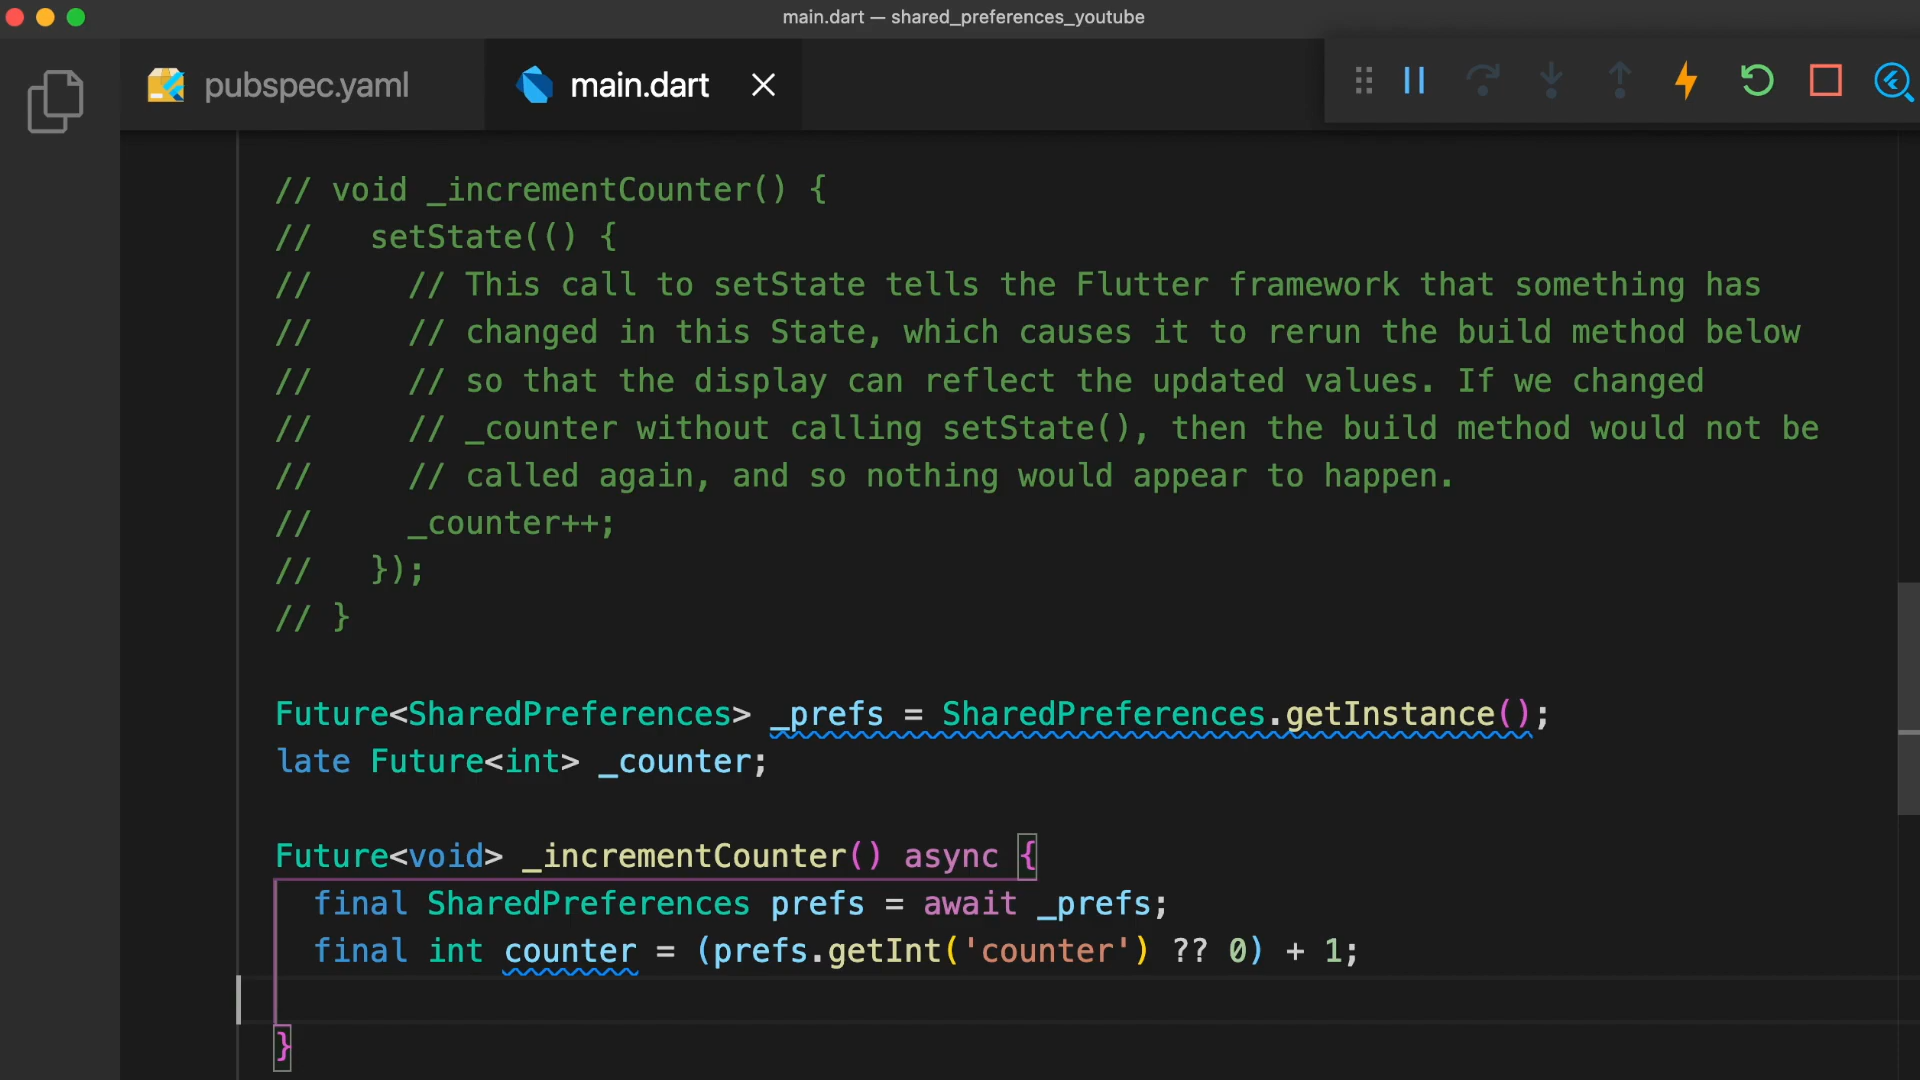 main.dart — shared_preferences_youtube
pubspec.yaml
main.dart
// void _incrementCounter() {
//   setState(() {
//     // This call to setState tells the Flutter framework that something has
//     // changed in this State, which causes it to rerun the build method below
//     // so that the display can reflect the updated values. If we changed
//     // _counter without calling setState(), then the build method would not be
//     // called again, and so nothing would appear to happen.
//     _counter++;
//   });
// }
Future<SharedPreferences> _prefs = SharedPreferences.getInstance();
late Future<int> _counter;
Future<void> _incrementCounter() async {
  final SharedPreferences prefs = await _prefs;
  final int counter = (prefs.getInt('counter') ?? 0) + 1;
}